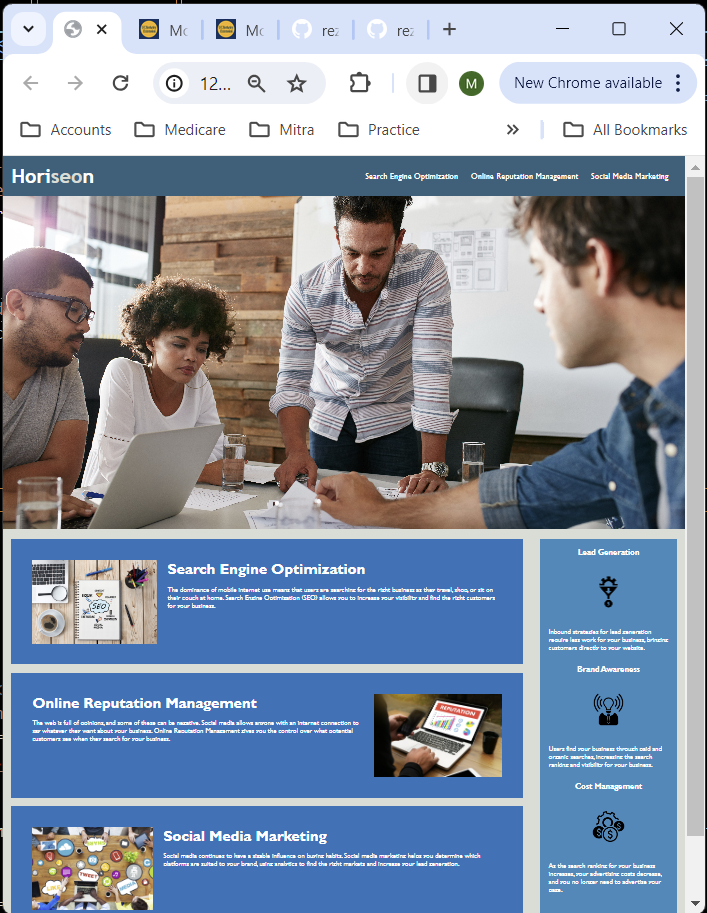 Mc
Mc
rez
rez
12...
M
New Chrome available
Accounts
Medicare
Mitra
Practice
All Bookmarks
Horiseon
Search Engine Optimization
Online Reputation Management
Social Media Marketing
Search Engine Optimization
The dominance of mobile internet use means that users are searching for the right business as they travel, shop, or sit on
their couch at home. Search Engine Optimization (SEO) allows you to increase your visibility and find the right customers
for your business.
SEO
Online Reputation Management
The web is full of opinions, and some of these can be negative. Social media allows anyone with an internet connection to
say whatever they want about your business. Online Reputation Management gives you the control over what potential
customers see when they search for your business.
REPUTATION
Social Media Marketing
Social media continues to have a sizable influence on buying habits. Social media marketing helps you determine which
platforms are suited to your brand, using analytics to find the right markets and increase your lead generation.
LIKE
TWEET
MEDIA
Lead Generation
Inbound strategies for lead generation
require less work for your business, bringing
customers directly to your website.
Brand Awareness
Users find your business through paid and
organic searches, increasing the search
ranking and visibility for your business.
Cost Management
As the search ranking for your business
increases, your advertising costs decrease,
and you no longer need to advertise your
page.